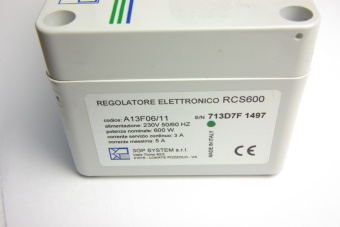 REGOLATORE ELETTRONICO RCS600
codice: A13F06/11 S/N 713D7F 1497
alimentazione: 230V 50/60 HZ
potenza nominale: 600 W
corrente servizio continuo: 3 A
corrente massima: 5 A
MADE IN ITALY
SGP SYSTEM s.r.l.
CE